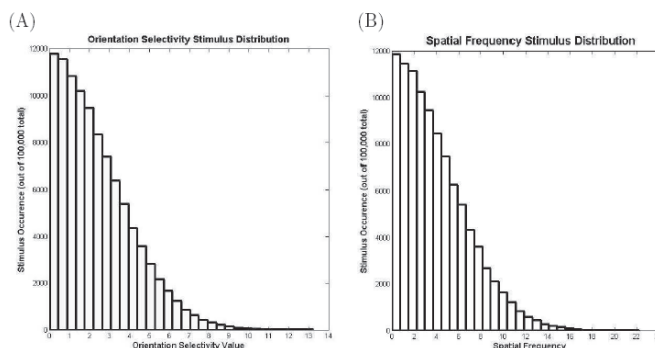 (A)
(B)
Orientation Selectivity Stimulus Distribution
Spatial Frequency Stimulus Distribution
Stimulus Occurence (out of 100,000 total)
12000
10000
8000
6000
4000
2000
0
0 1 2 3 4 5 6 7 8 9 10 11 12 13 14
Orientation Selectivity Value
Stimulus Occurence (out of 100,000 total)
12000
10000
8000
6000
4000
2000
0
0 2 4 6 8 10 12 14 16 18 20 22
Spatial Frequency